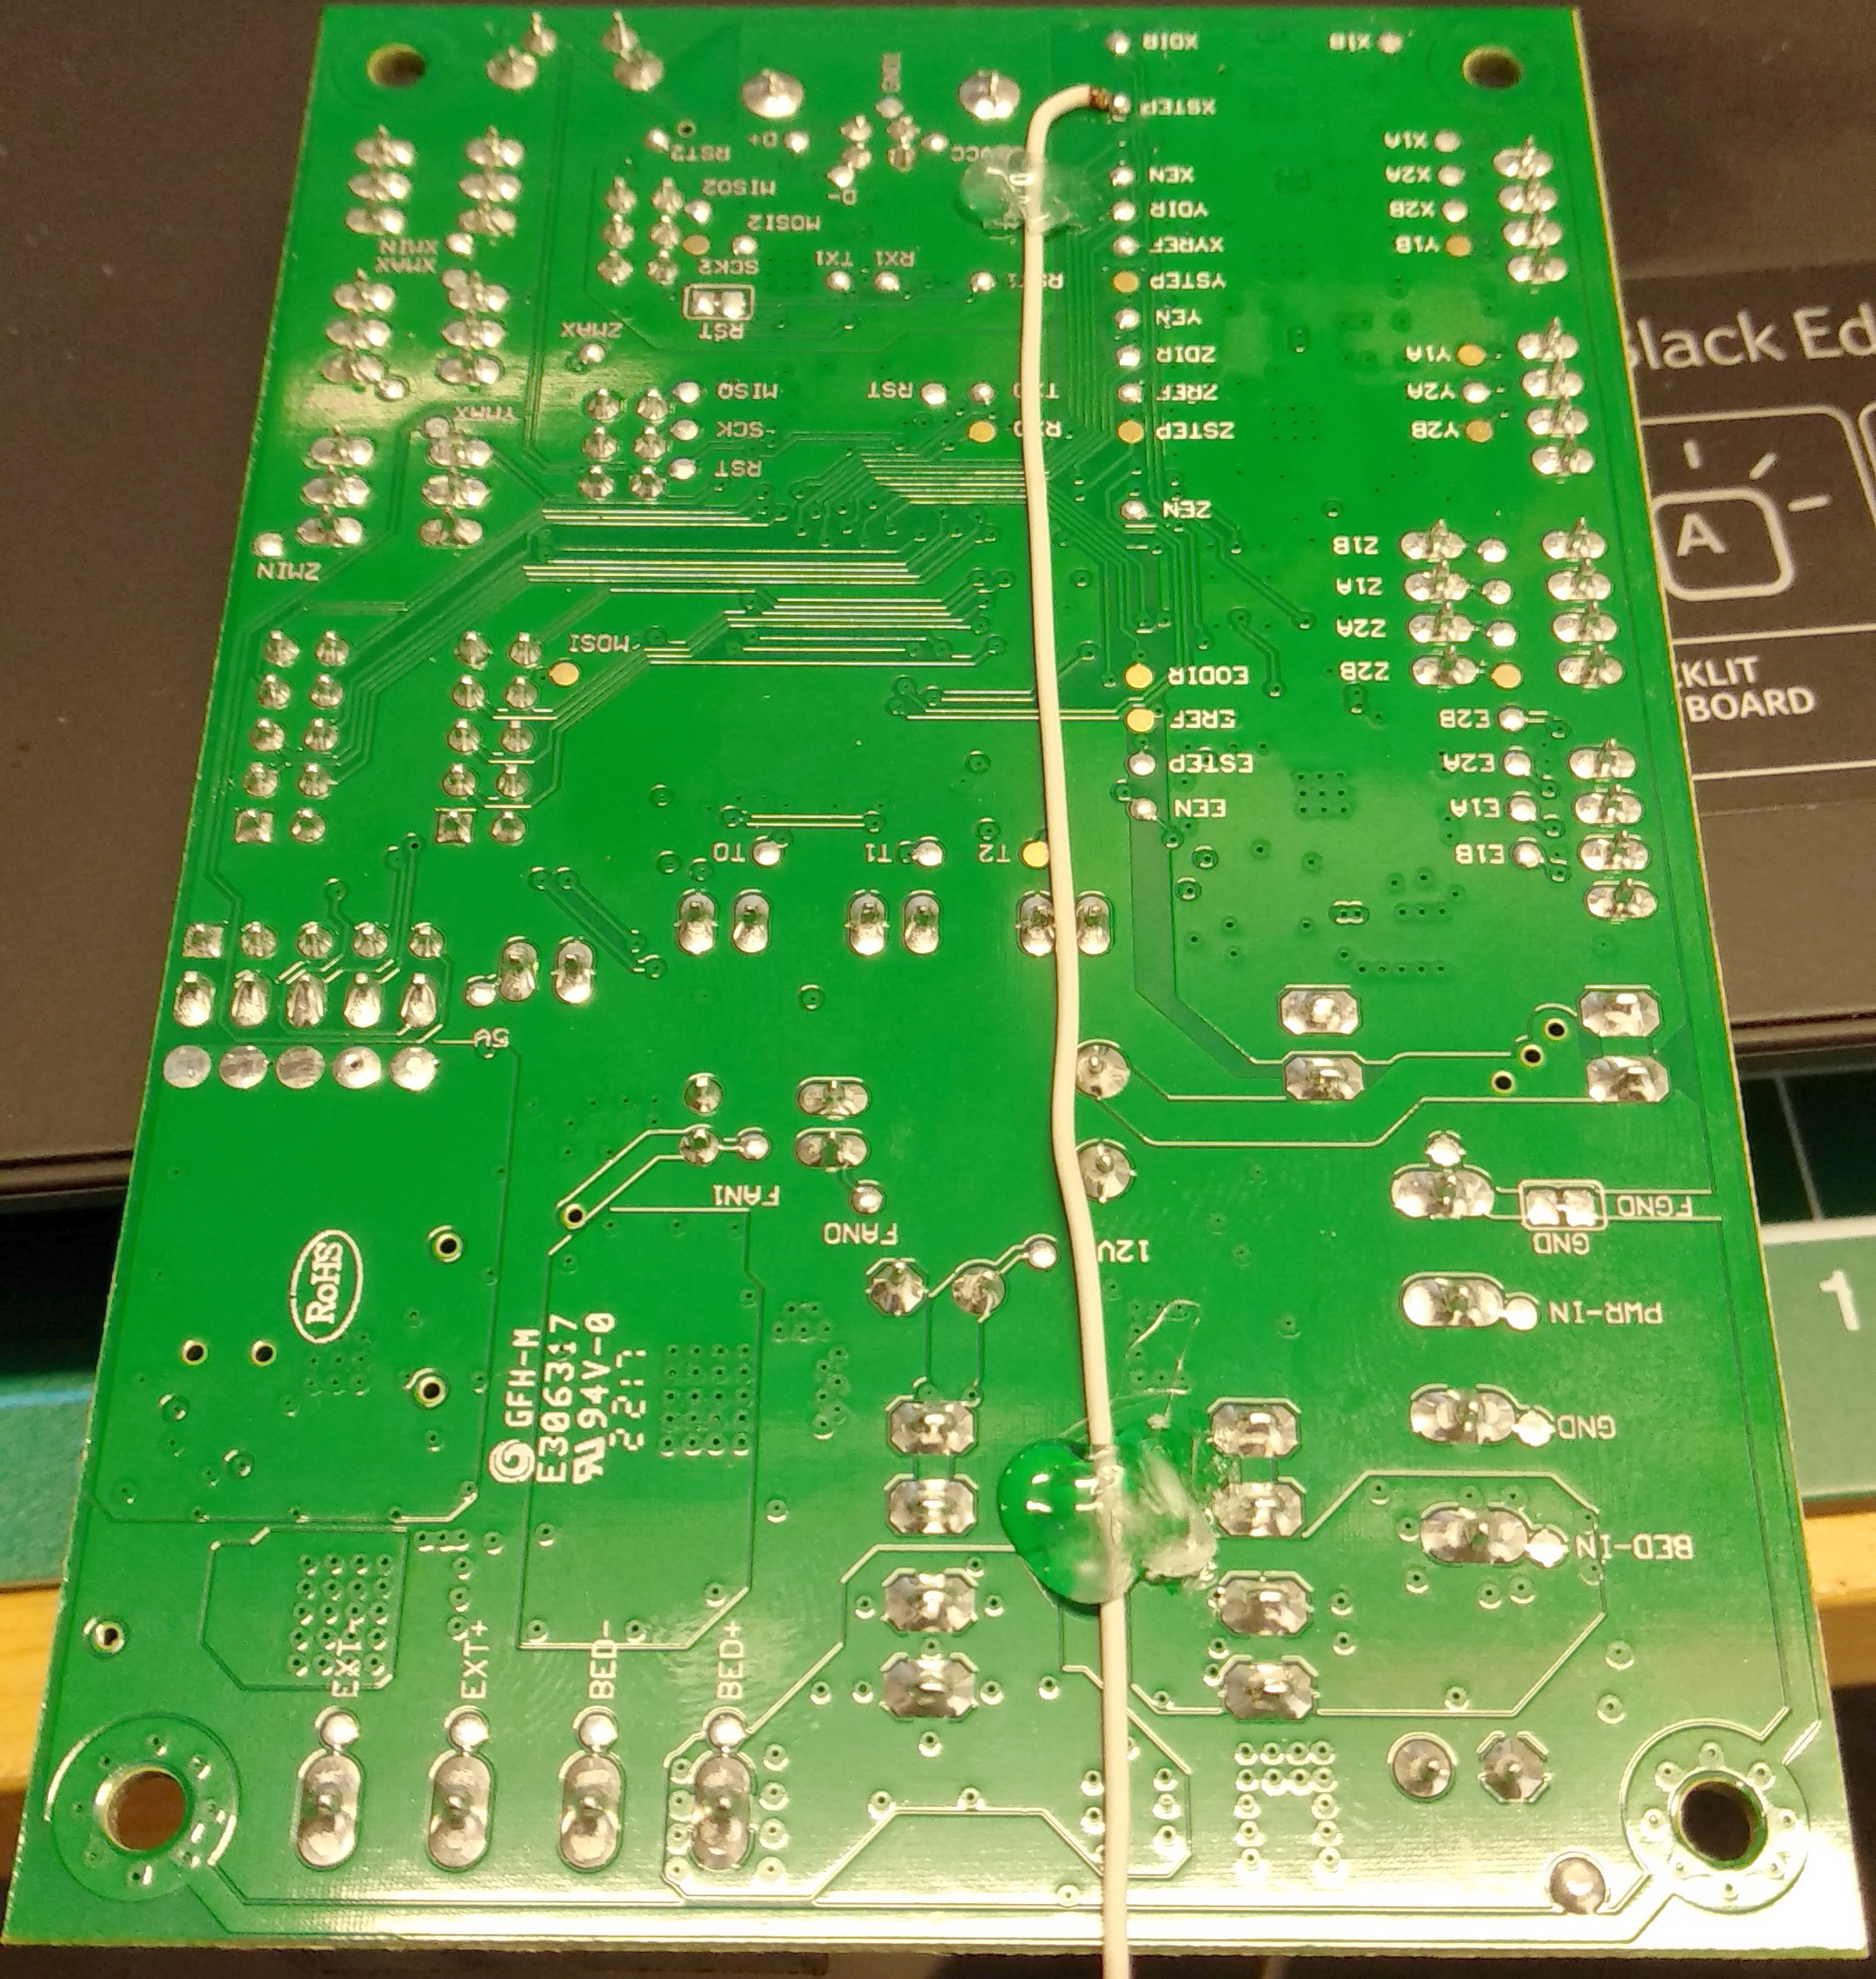 XDIR
X1B
GND
XSTEP
RST2
D+
VCC
X1A
MISO2
D-
XEN
X2A
MOSI2
YDIR
X2B
XMIN
XMAX
SCK2
TX1
RX1
XYREF
Y1B
YSTEP
RST
ZMAX
YEN
ZDIR
Y1A
lack Ed
MISO
RST
ZREF
Y2A
YMAX
SCK
ZSTEP
Y2B
RST
ZEN
ZMIN
Z1B
A
Z1A
Z2A
MOSI
EODIR
Z2B
KLIT
BOARD
EREF
E2B
ESTEP
E2A
EEN
E1A
T0
T1
T2
E1B
5V
FAN1
FAN0
12V
FGND
GND
RoHS
PWR-IN
1
GFH-M
E306317
94V-0
2217
GND
BED-IN
EXT-
EXT+
BED-
BED+